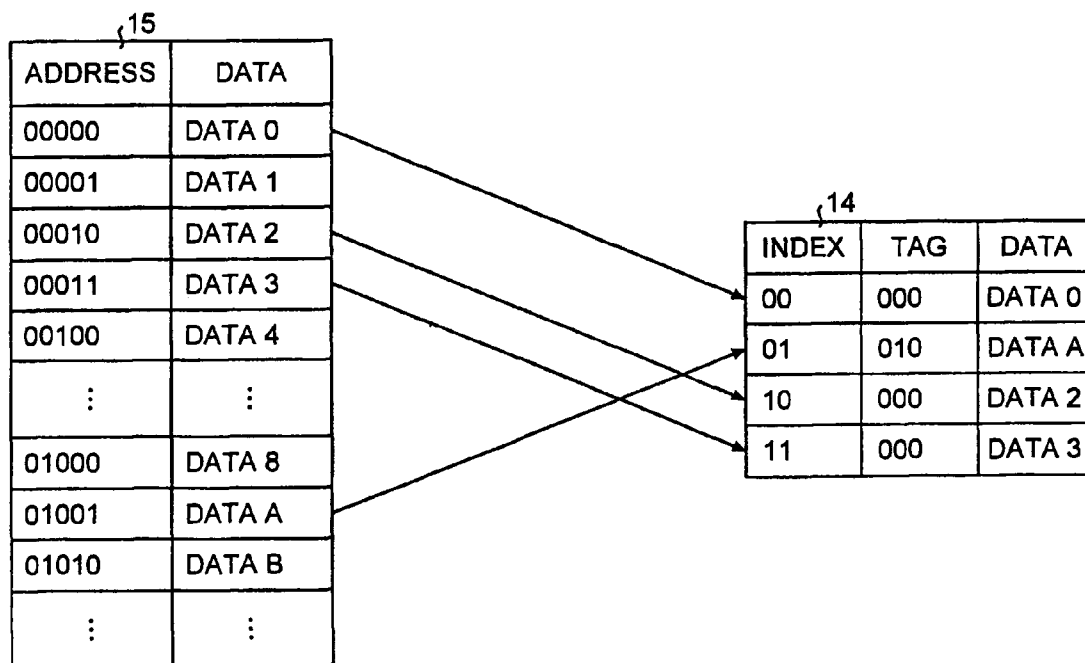 15
ADDRESS DATA
00000 DATA 0
00001 DATA 1
00010 DATA 2
00011 DATA 3
00100 DATA 4
⋮ ⋮
01000 DATA 8
01001 DATA A
01010 DATA B
⋮ ⋮
14
INDEX TAG DATA
00 000 DATA 0
01 010 DATA A
10 000 DATA 2
11 000 DATA 3